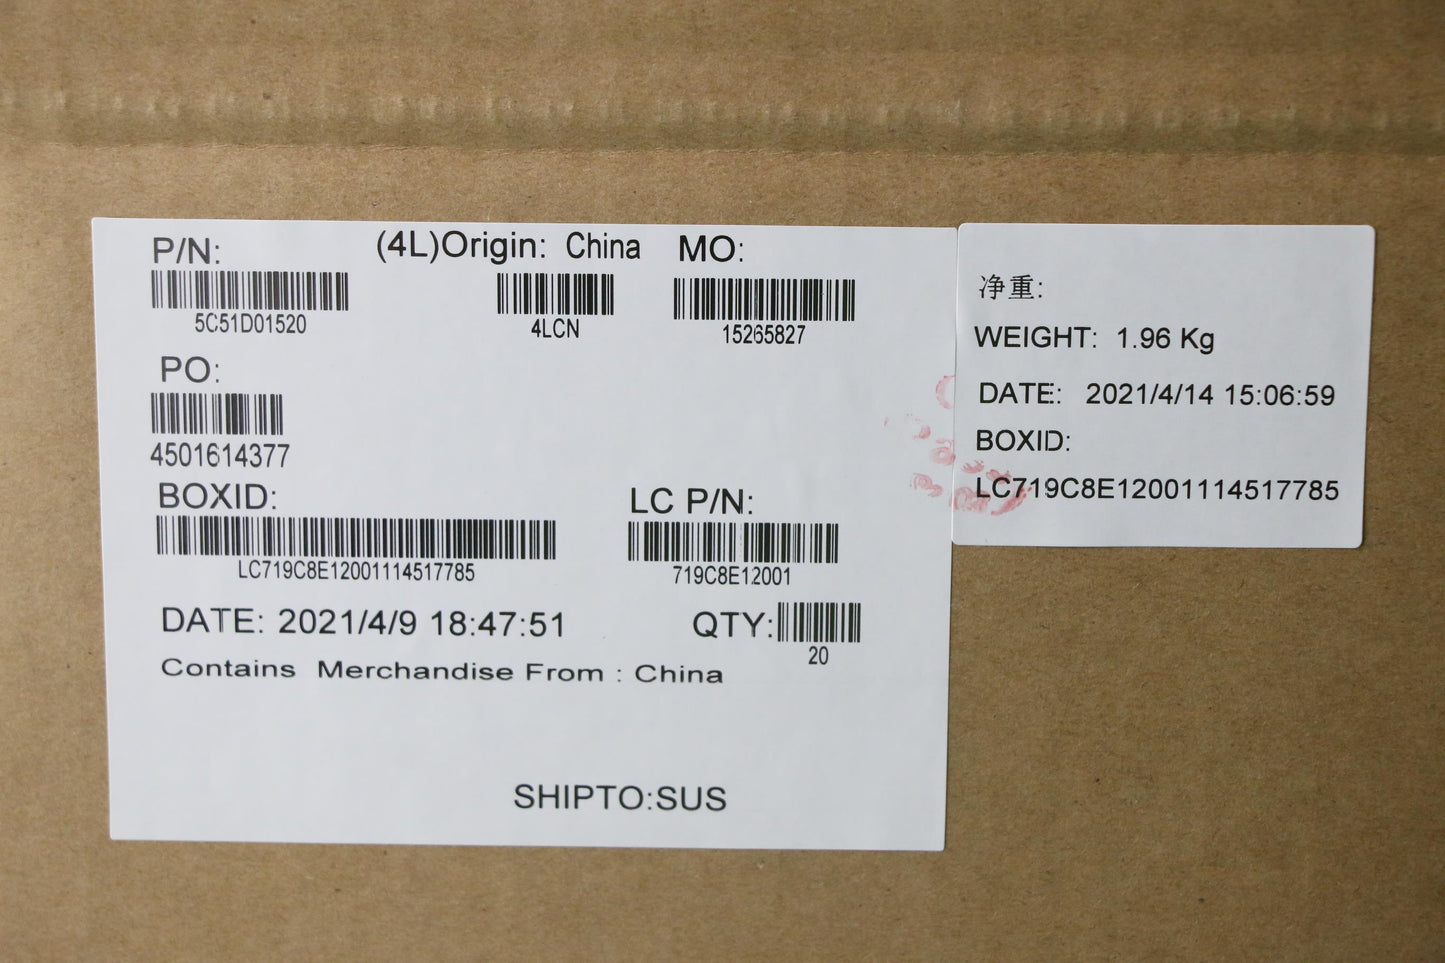 P/N: (4L)Origin: China MO:
5C51D01520 4LCN 15265827
PO:
4501614377
BOXID: LC P/N:
LC719C8E12001114517785 719C8E12001
DATE: 2021/4/9 18:47:51 QTY:
20
Contains Merchandise From : China
SHIPTO:SUS
净重:
WEIGHT: 1.96 Kg
DATE: 2021/4/14 15:06:59
BOXID:
LC719C8E12001114517785